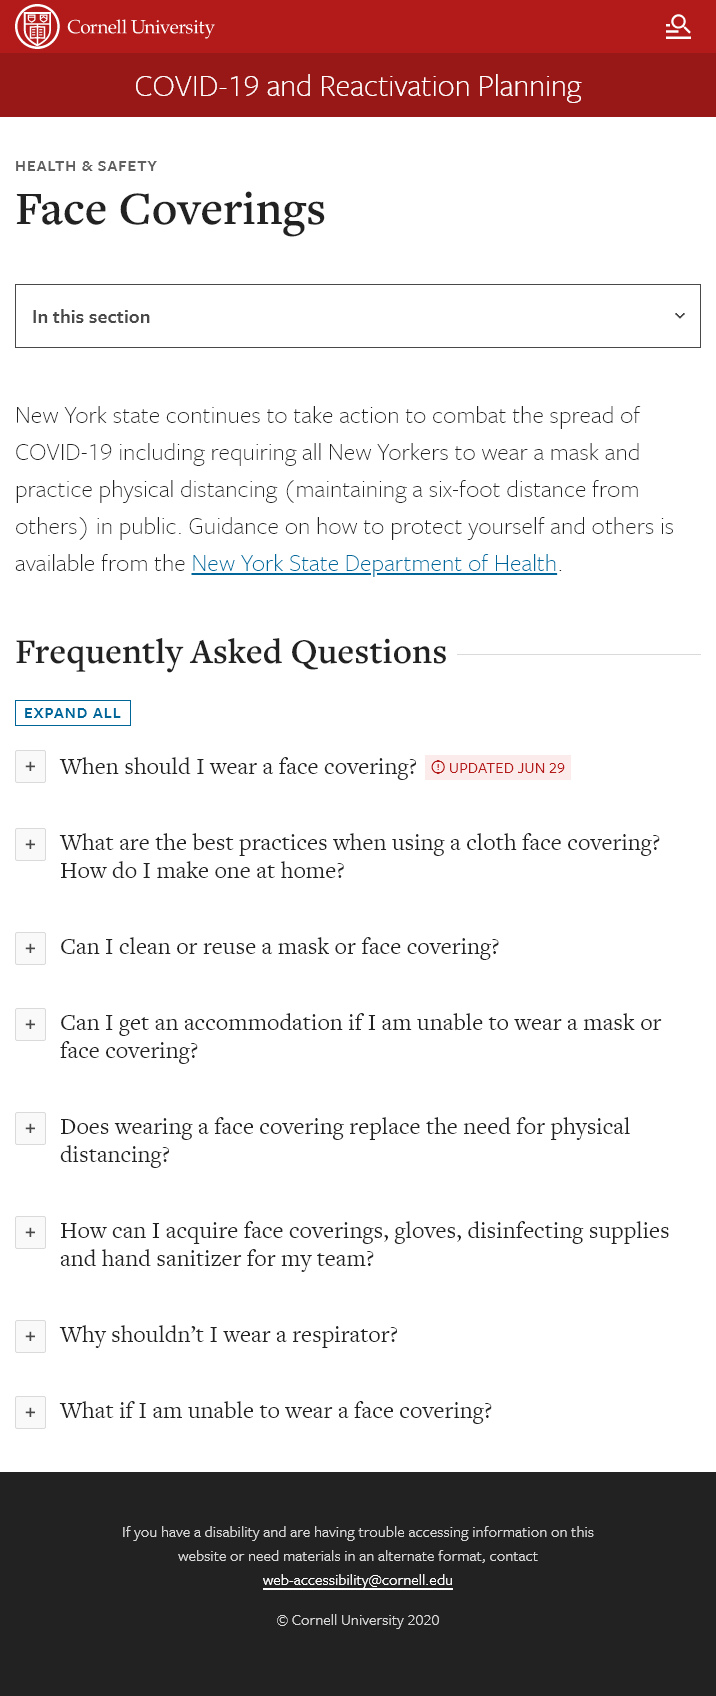 Cornell University
COVID-19 and Reactivation Planning
HEALTH & SAFETY
Face Coverings
In this section
New York state continues to take action to combat the spread of
COVID-19 including requiring all New Yorkers to wear a mask and
practice physical distancing (maintaining a six-foot distance from
others) in public. Guidance on how to protect yourself and others is
available from the New York State Department of Health.
Frequently Asked Questions
EXPAND ALL
+ When should I wear a face covering? UPDATED JUN 29
+ What are the best practices when using a cloth face covering?
How do I make one at home?
+ Can I clean or reuse a mask or face covering?
+ Can I get an accommodation if I am unable to wear a mask or
face covering?
+ Does wearing a face covering replace the need for physical
distancing?
+ How can I acquire face coverings, gloves, disinfecting supplies
and hand sanitizer for my team?
+ Why shouldn’t I wear a respirator?
+ What if I am unable to wear a face covering?
If you have a disability and are having trouble accessing information on this
website or need materials in an alternate format, contact
web-accessibility@cornell.edu
© Cornell University 2020